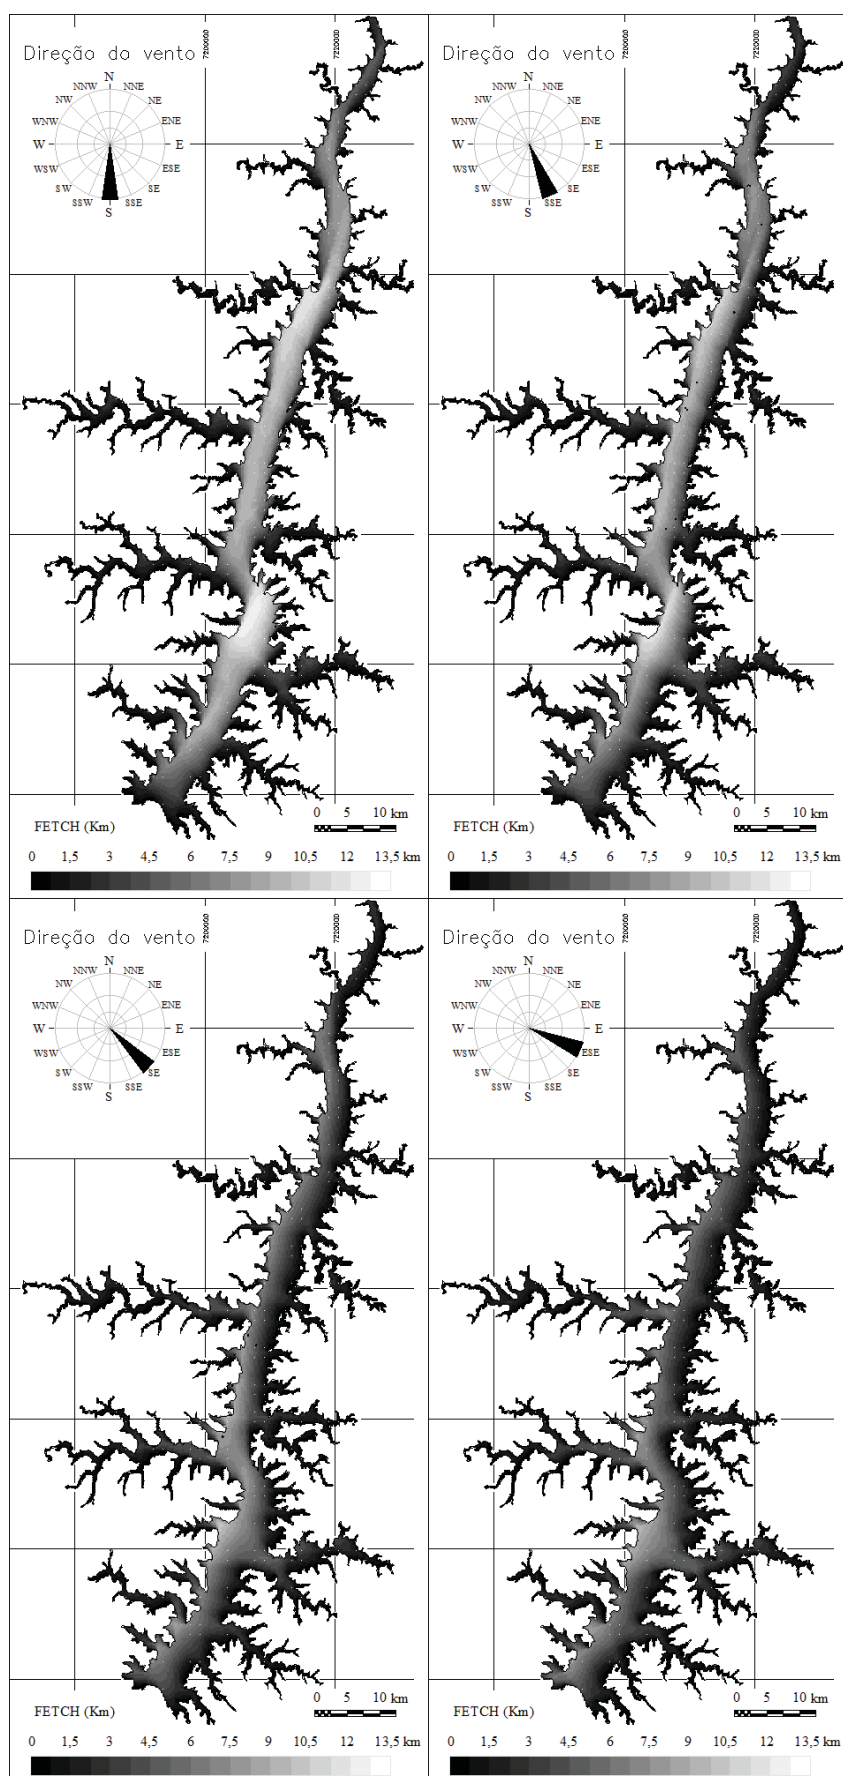 Direção do vento
7200000
7220000
N
NNW
NNE
NW
NE
WNW
ENE
W
E
WSW
ESE
SW
SE
SSW
SSE
S
FETCH (Km)
0 5 10 km
0 1,5 3 4,5 6 7,5 9 10,5 12 13,5 km
Direção do vento
7200000
7220000
N
NNW
NNE
NW
NE
WNW
ENE
W
E
WSW
ESE
SW
SE
SSW
SSE
S
FETCH (Km)
0 5 10 km
0 1,5 3 4,5 6 7,5 9 10,5 12 13,5 km
Direção do vento
7200000
7220000
N
NNW
NNE
NW
NE
WNW
ENE
W
E
WSW
ESE
SW
SE
SSW
SSE
S
FETCH (Km)
0 5 10 km
0 1,5 3 4,5 6 7,5 9 10,5 12 13,5 km
Direção do vento
7200000
7220000
N
NNW
NNE
NW
NE
WNW
ENE
W
E
WSW
ESE
SW
SE
SSW
SSE
S
FETCH (Km)
0 5 10 km
0 1,5 3 4,5 6 7,5 9 10,5 12 13,5 km